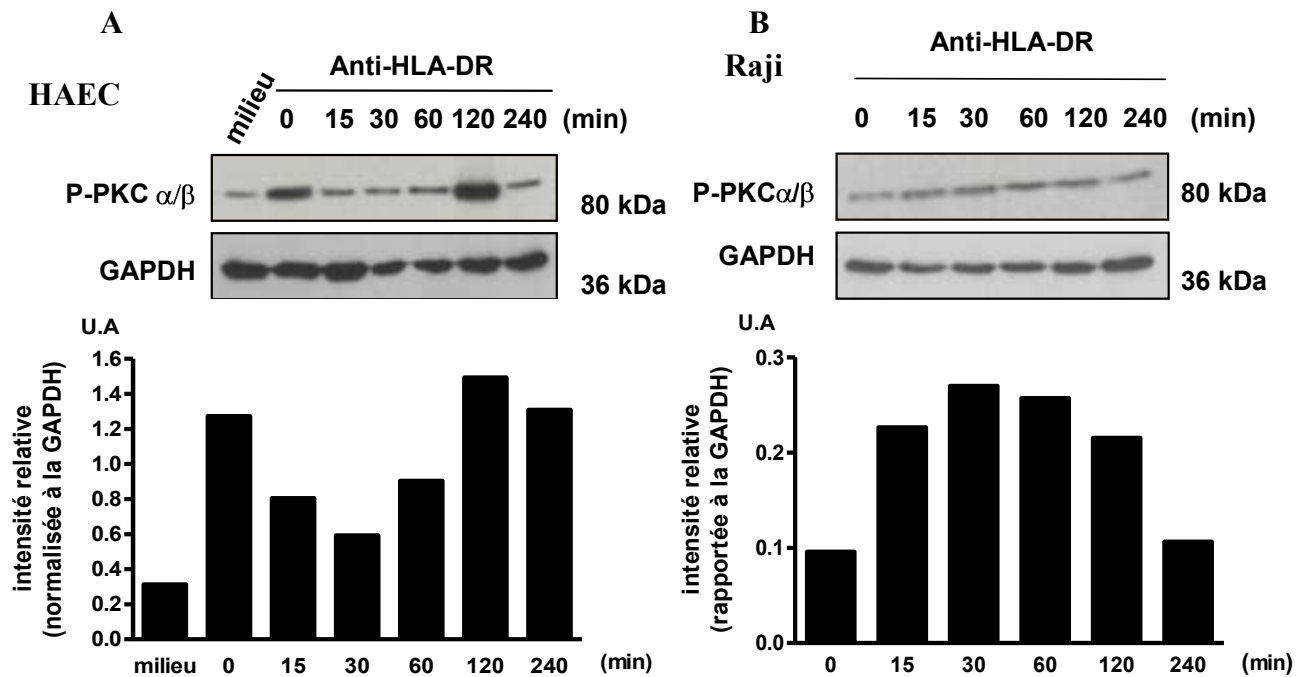 A
HAEC
Anti-HLA-DR
milieu 0 15 30 60 120 240 (min)
P-PKC α/β
80 kDa
GAPDH
36 kDa
U.A
intensité relative
(normalisée à la GAPDH)
1.6
1.4
1.2
1.0
0.8
0.6
0.4
0.2
0.0
milieu 0 15 30 60 120 240 (min)
B
Raji
Anti-HLA-DR
0 15 30 60 120 240 (min)
P-PKCα/β
80 kDa
GAPDH
36 kDa
U.A
intensité relative
(rapportée à la GAPDH)
0.3
0.2
0.1
0.0
0 15 30 60 120 240 (min)